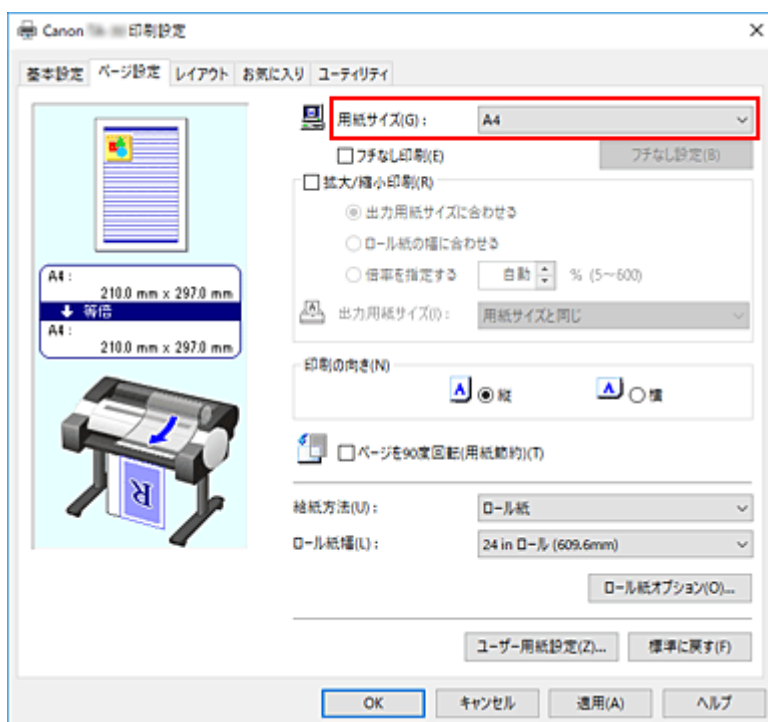 Canon 印刷設定
基本設定 ページ設定 レイアウト お気に入り ユーティリティ
用紙サイズ(G): A4
フチなし印刷(E) フチなし設定(B)
拡大/縮小印刷(R)
出力用紙サイズに合わせる
ロール紙の幅に合わせる
倍率を指定する 自動 % (5~600)
出力用紙サイズ(I): 用紙サイズと同じ
A4:
210.0 mm x 297.0 mm
等倍
A4:
210.0 mm x 297.0 mm
印刷の向き(N)
A 縦 A 横
ページを90度回転(用紙節約)(T)
R
給紙方法(U): ロール紙
ロール紙幅(L): 24 in ロール (609.6mm)
ロール紙オプション(O)...
ユーザー用紙設定(Z)... 標準に戻す(F)
OK キャンセル 適用(A) ヘルプ